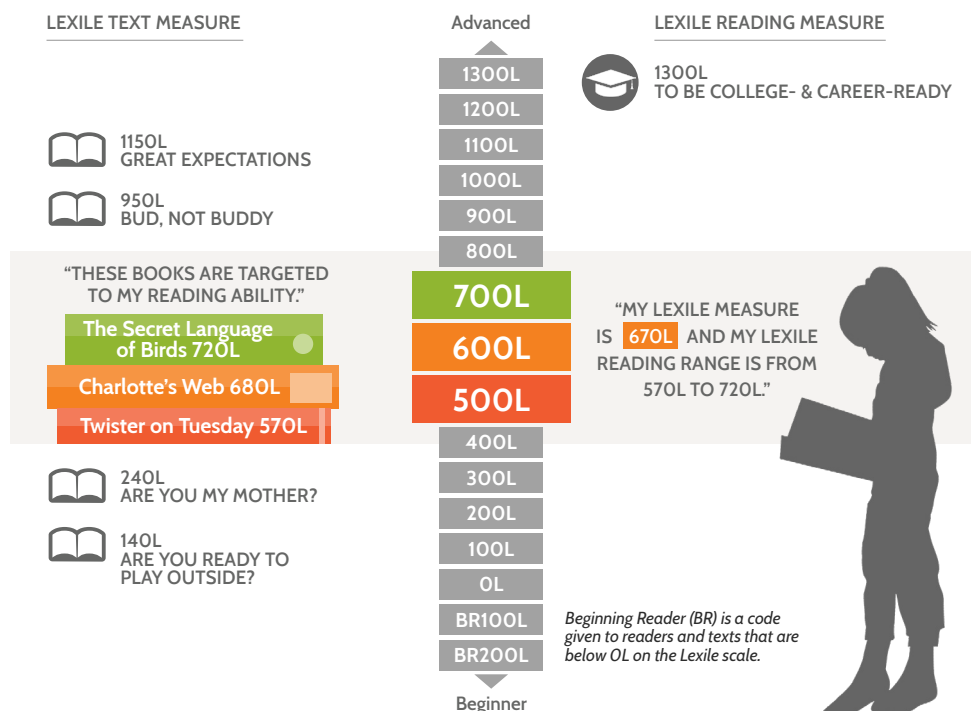 LEXILE TEXT MEASURE
Advanced
LEXILE READING MEASURE
1300L
TO BE COLLEGE- & CAREER-READY
1150L
GREAT EXPECTATIONS
950L
BUD, NOT BUDDY
“THESE BOOKS ARE TARGETED
TO MY READING ABILITY.”
The Secret Language
of Birds 720L
Charlotte’s Web 680L
Twister on Tuesday 570L
240L
ARE YOU MY MOTHER?
140L
ARE YOU READY TO
PLAY OUTSIDE?
1300L
1200L
1100L
1000L
900L
800L
700L
600L
500L
400L
300L
200L
100L
0L
BR100L
BR200L
Beginner
“MY LEXILE MEASURE
IS 670L AND MY LEXILE
READING RANGE IS FROM
570L TO 720L.”
Beginning Reader (BR) is a code
given to readers and texts that are
below 0L on the Lexile scale.